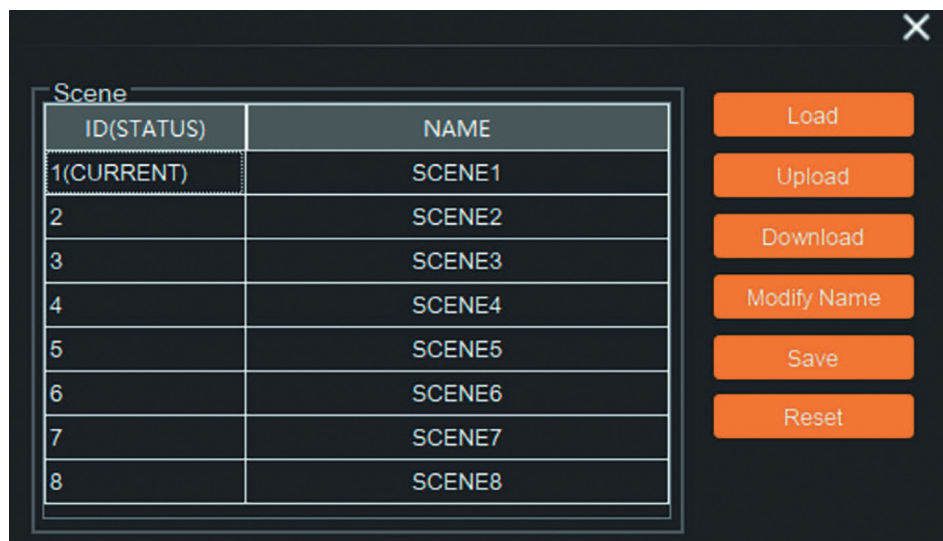 Scene
ID(STATUS) NAME
1(CURRENT) SCENE1
2 SCENE2
3 SCENE3
4 SCENE4
5 SCENE5
6 SCENE6
7 SCENE7
8 SCENE8
Load
Upload
Download
Modify Name
Save
Reset